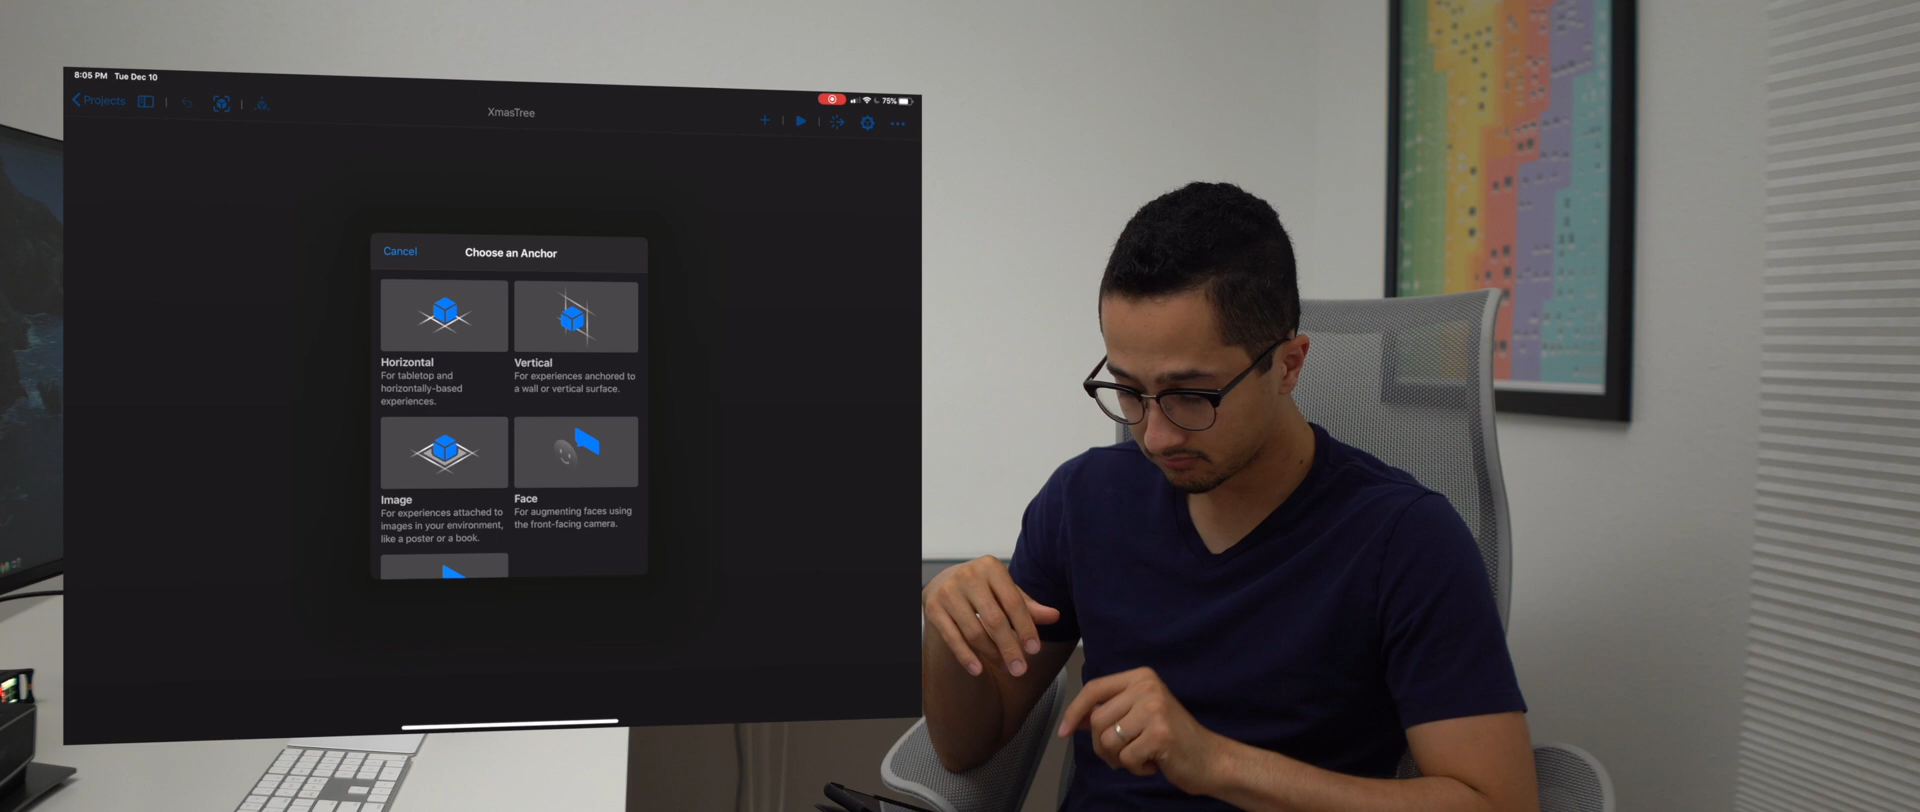 8:05 PM Tue Dec 10
75%
Projects
XmasTree
Cancel
Choose an Anchor
Horizontal
For tabletop and
horizontally-based
experiences.
Vertical
For experiences anchored to
a wall or vertical surface.
Image
For experiences attached to
images in your environment,
like a poster or a book.
Face
For augmenting faces using
the front-facing camera.